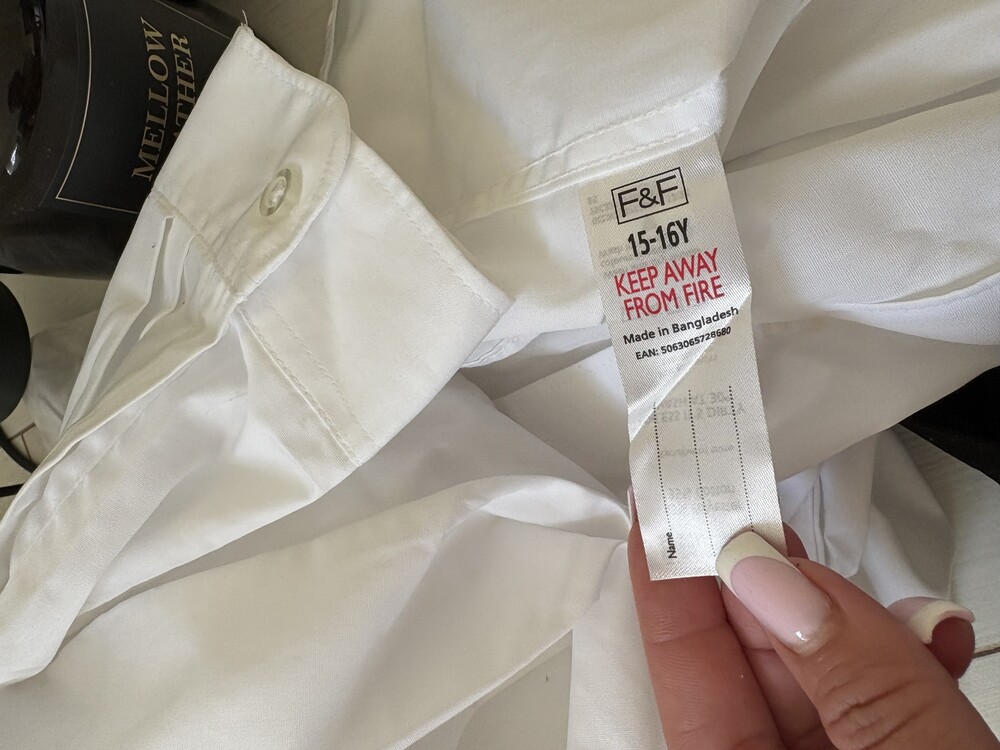 MELLOW
F&F
15-16Y
KEEP AWAY
FROM FIRE
Made in Bangladesh
EAN: 5063065728680
Name